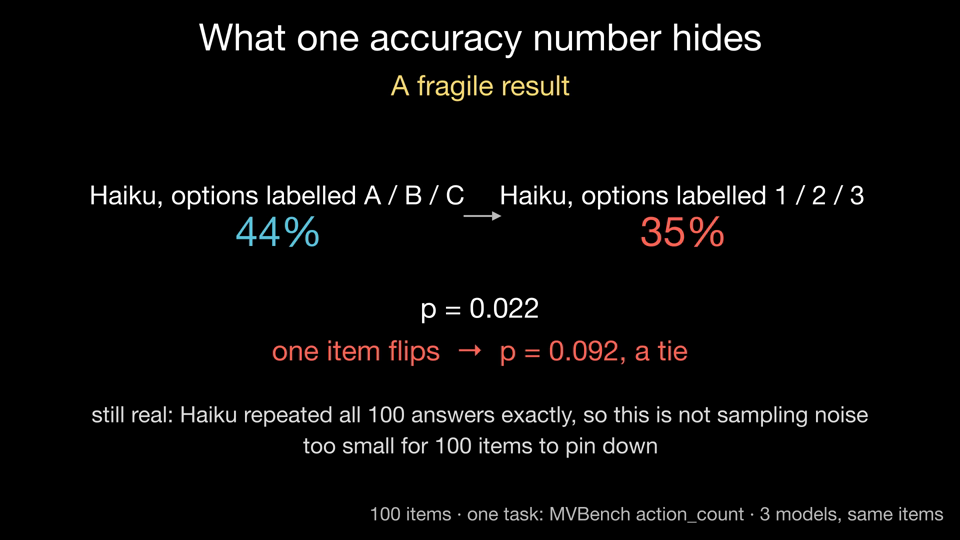 What one accuracy number hides
A fragile result
Haiku, options labelled A / B / C → Haiku, options labelled 1 / 2 / 3
44% 35%
p = 0.022
one item flips → p = 0.092, a tie
still real: Haiku repeated all 100 answers exactly, so this is not sampling noise
too small for 100 items to pin down
100 items · one task: MVBench action_count · 3 models, same items